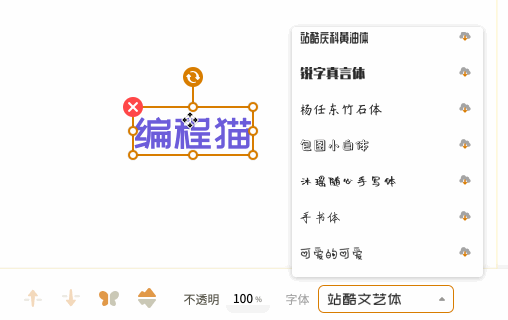 站酷庆科黄油体
锐字真言体
杨任东竹石体
编程猫
包图小白体
沐瑶随心手写体
手书体
可爱的可爱
不透明 100 % 字体 站酷文艺体